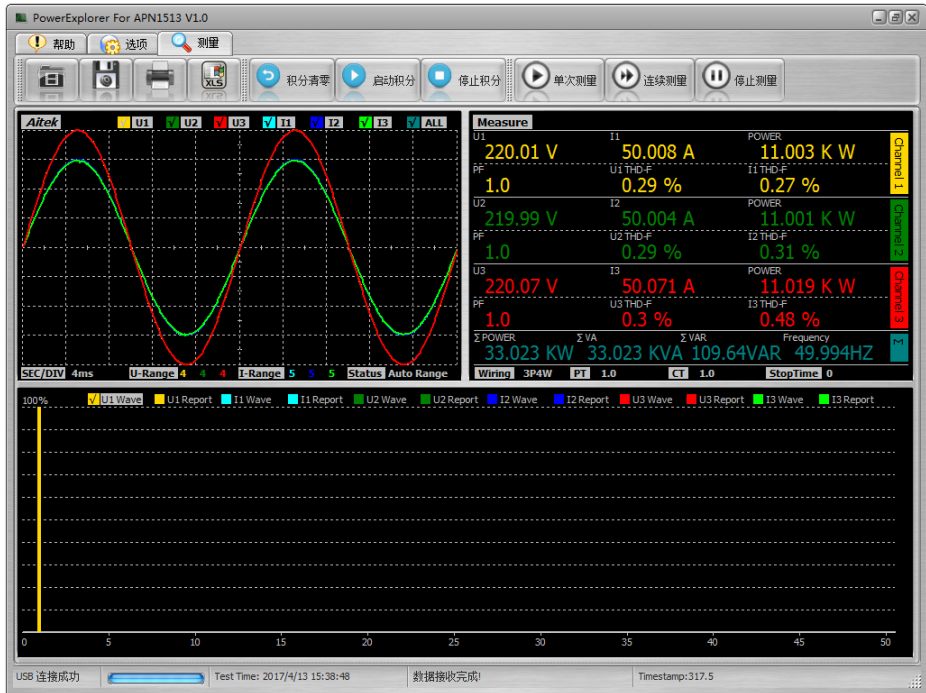 PowerExplorer For APN1513 V1.0
帮助 选项 测量
XLS 积分清零 启动积分 停止积分 单次测量 连续测量 停止测量
Aitek U1 U2 U3 I1 I2 I3 ALL
SEC/DIV 4ms U-Range 4 4 4 I-Range 5 5 5 Status Auto Range
Measure
U1 I1 POWER
220.01 V 50.008 A 11.003 K W
PF U1 THD-F I1 THD-F
1.0 0.29 % 0.27 %
Channel 1
U2 I2 POWER
219.99 V 50.004 A 11.001 K W
PF U2 THD-F I2 THD-F
1.0 0.29 % 0.31 %
Channel 2
U3 I3 POWER
220.07 V 50.071 A 11.019 K W
PF U3 THD-F I3 THD-F
1.0 0.3 % 0.48 %
Channel 3
Σ POWER Σ VA Σ VAR Frequency
33.023 KW 33.023 KVA 109.64VAR 49.994HZ
Σ
Wiring 3P4W PT 1.0 CT 1.0 StopTime 0
100% U1 Wave U1 Report I1 Wave I1 Report U2 Wave U2 Report I2 Wave I2 Report U3 Wave U3 Report I3 Wave I3 Report
0 5 10 15 20 25 30 35 40 45 50
USB 连接成功 Test Time: 2017/4/13 15:38:48 数据接收完成! Timestamp:317.5